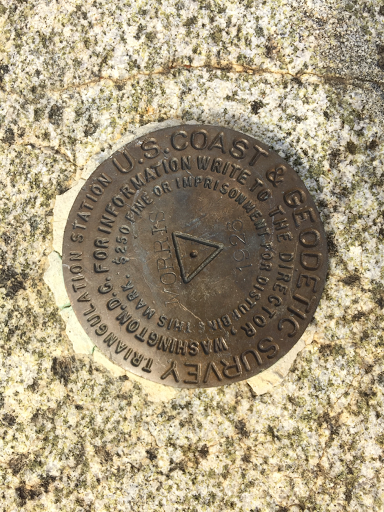 U.S. COAST & GEODETIC SURVEY
TRIANGULATION STATION
FOR INFORMATION WRITE TO THE DIRECTOR
WASHINGTON, D.C.
$250 FINE OR IMPRISONMENT FOR DISTURBING THIS MARK.